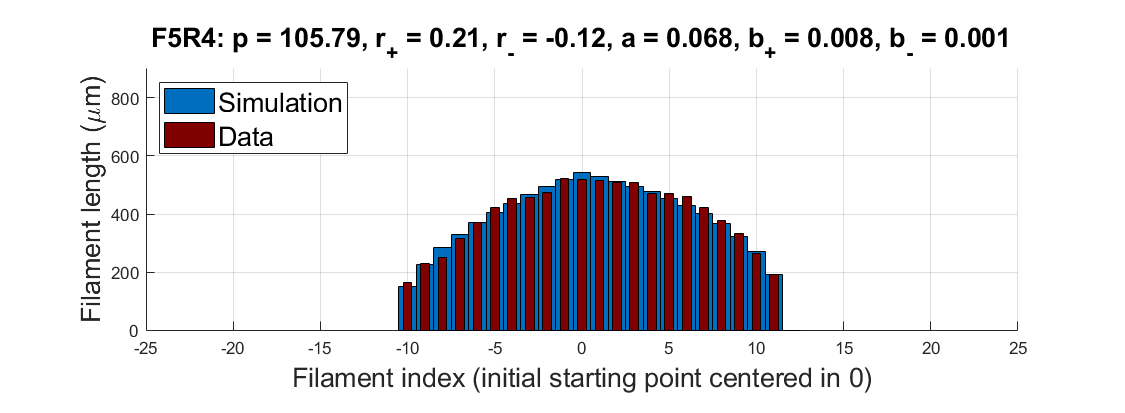 F5R4: p = 105.79, r₊ = 0.21, r₋ = -0.12, a = 0.068, b₊ = 0.008, b₋ = 0.001
Filament length (μm)
800
600
400
200
0
Simulation
Data
-25 -20 -15 -10 -5 0 5 10 15 20 25
Filament index (initial starting point centered in 0)